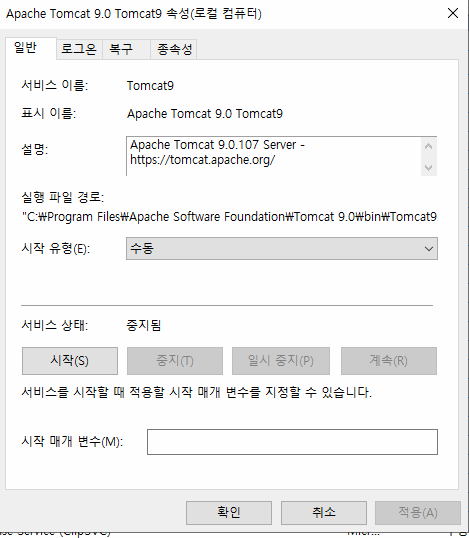 Apache Tomcat 9.0 Tomcat9 속성(로컬 컴퓨터)
일반 로그온 복구 종속성
서비스 이름: Tomcat9
표시 이름: Apache Tomcat 9.0 Tomcat9
설명: Apache Tomcat 9.0.107 Server -
https://tomcat.apache.org/
실행 파일 경로:
"C:₩Program Files₩Apache Software Foundation₩Tomcat 9.0₩bin₩Tomcat9
시작 유형(E): 수동
서비스 상태: 중지됨
시작(S) 중지(T) 일시 중지(P) 계속(R)
서비스를 시작할 때 적용할 시작 매개 변수를 지정할 수 있습니다.
시작 매개 변수(M):
확인 취소 적용(A)